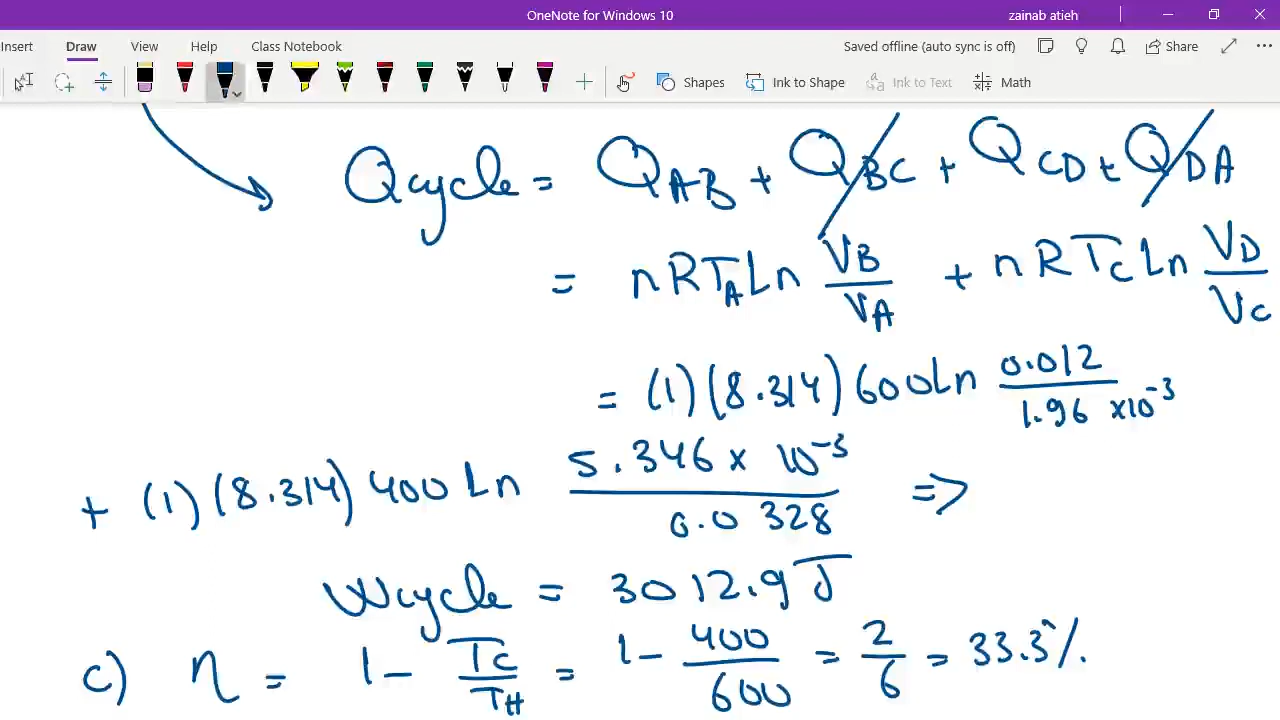 OneNote for Windows 10
zainab atieh
Insert Draw View Help Class Notebook
Saved offline (auto sync is off)
Share
Shapes Ink to Shape Ink to Text Math
Qcycle = QAB + QBC + QCD + QDA
= nRTA Ln VB/VA + nRTC Ln VD/VC
= (1)(8.314)600 Ln 0.012/1.96 x10^-3
+ (1)(8.314)400 Ln 5.346 x 10^-3/0.0328 =>
Wcycle = 3012.9 J
c) η = 1 - TC/TH = 1 - 400/600 = 2/6 = 33.3%